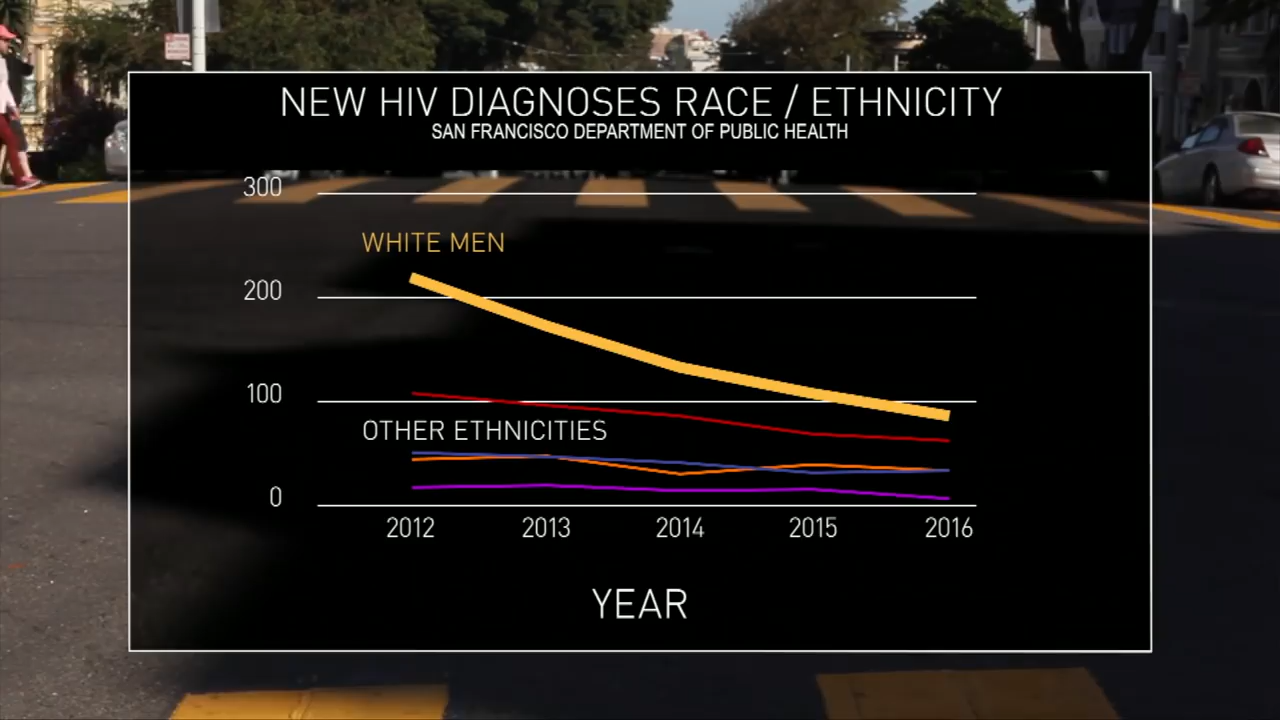 NEW HIV DIAGNOSES RACE / ETHNICITY
SAN FRANCISCO DEPARTMENT OF PUBLIC HEALTH
300
WHITE MEN
200
100
OTHER ETHNICITIES
0
2012 2013 2014 2015 2016
YEAR